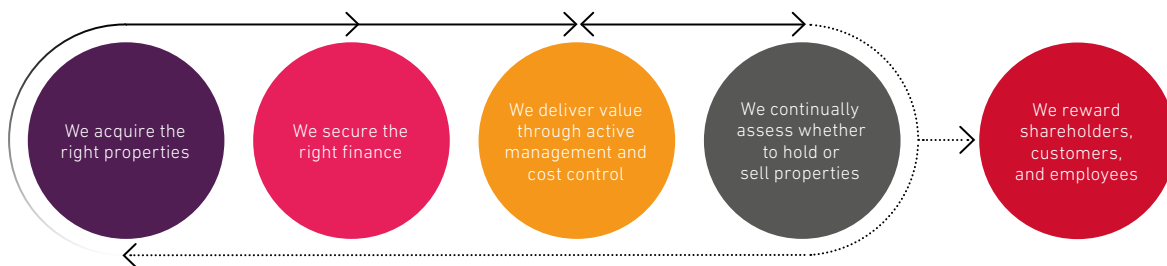 We acquire the
right properties
We secure the
right finance
We deliver value
through active
management and
cost control
We continually
assess whether
to hold or
sell properties
We reward
shareholders,
customers,
and employees